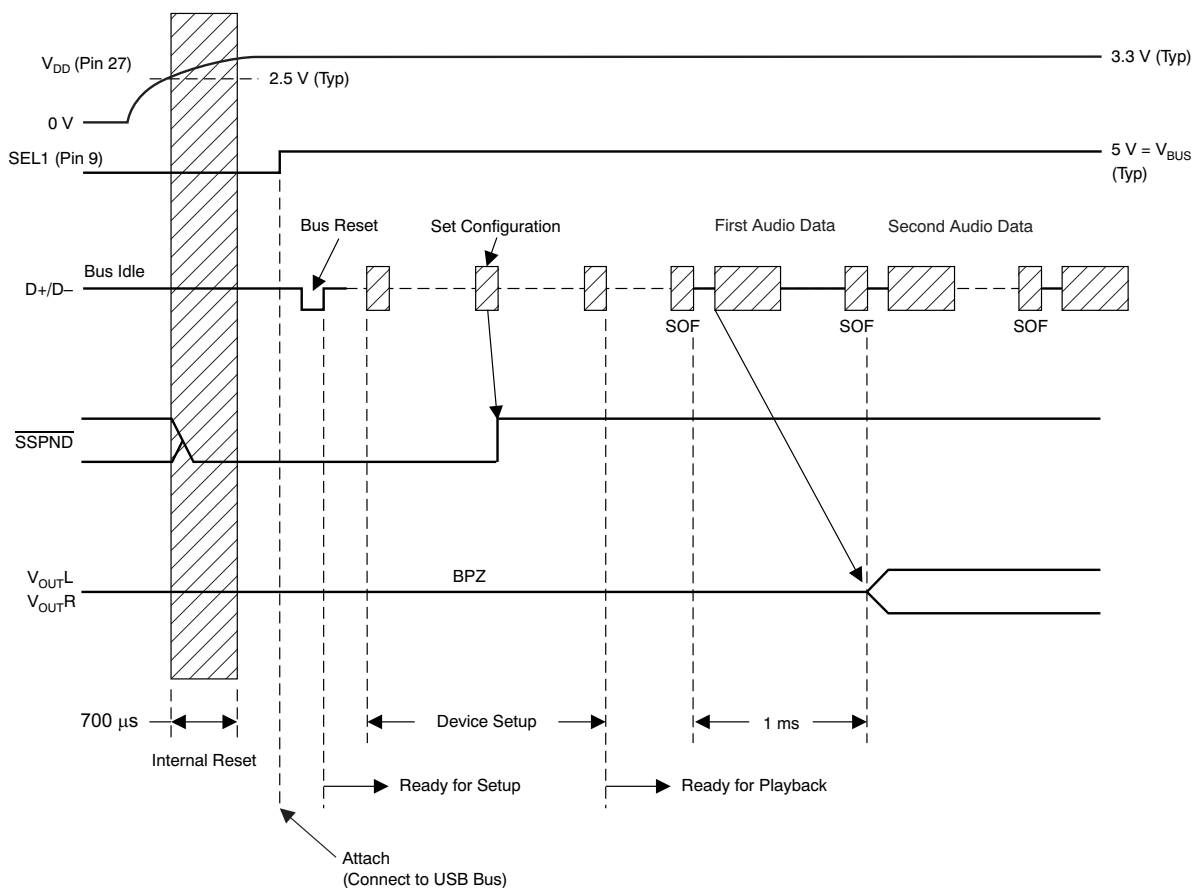 V_DD (Pin 27)
2.5 V (Typ)
3.3 V (Typ)
0 V
SEL1 (Pin 9)
5 V = V_BUS
(Typ)
Bus Reset
Set Configuration
First Audio Data
Second Audio Data
Bus Idle
D+/D–
SOF
SOF
SOF
SSPND
V_OUTL
BPZ
V_OUTR
700 μs
Device Setup
1 ms
Internal Reset
Ready for Setup
Ready for Playback
Attach
(Connect to USB Bus)